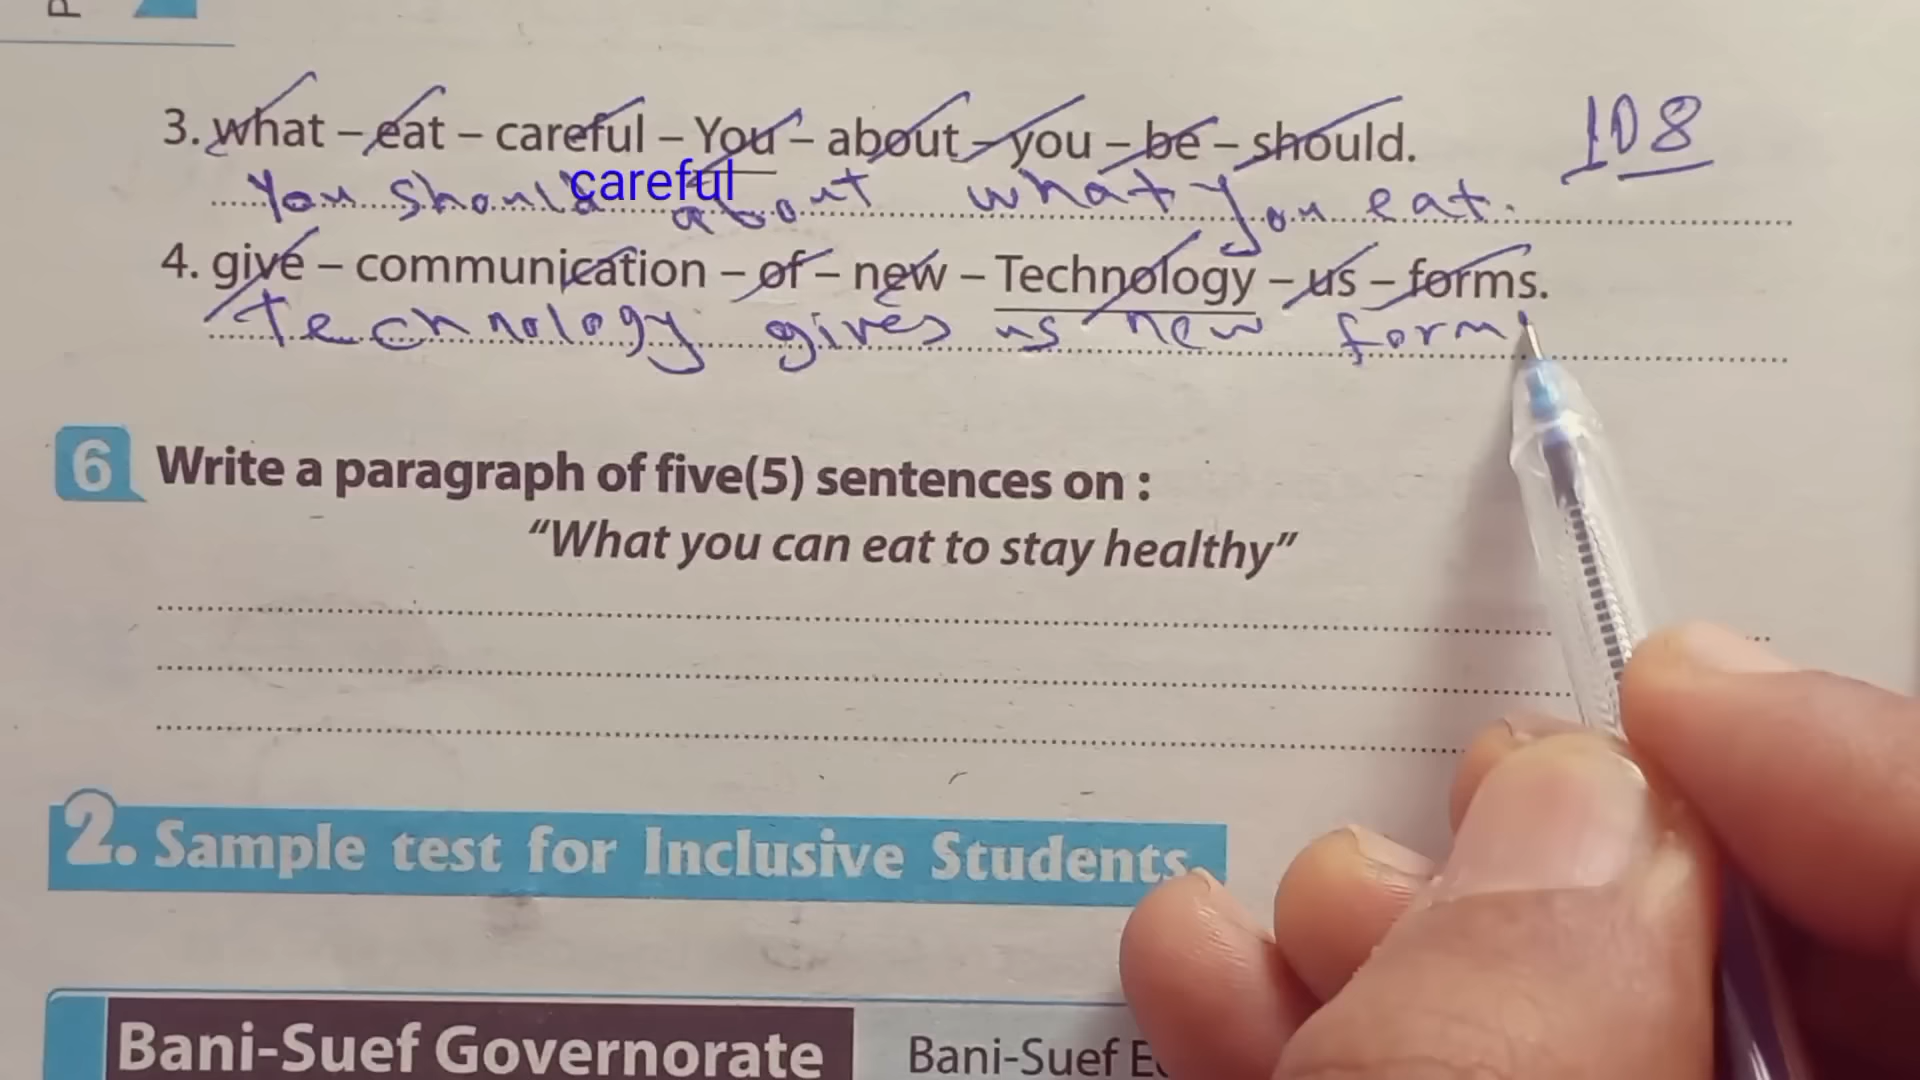 3. what – eat – careful – You – about – you – be – should.
108
You should careful about what you eat.
4. give – communication – of – new – Technology – us – forms.
Technology gives us new form
6 Write a paragraph of five(5) sentences on :
“What you can eat to stay healthy”
2. Sample test for Inclusive Students
Bani-Suef Governorate
Bani-Suef